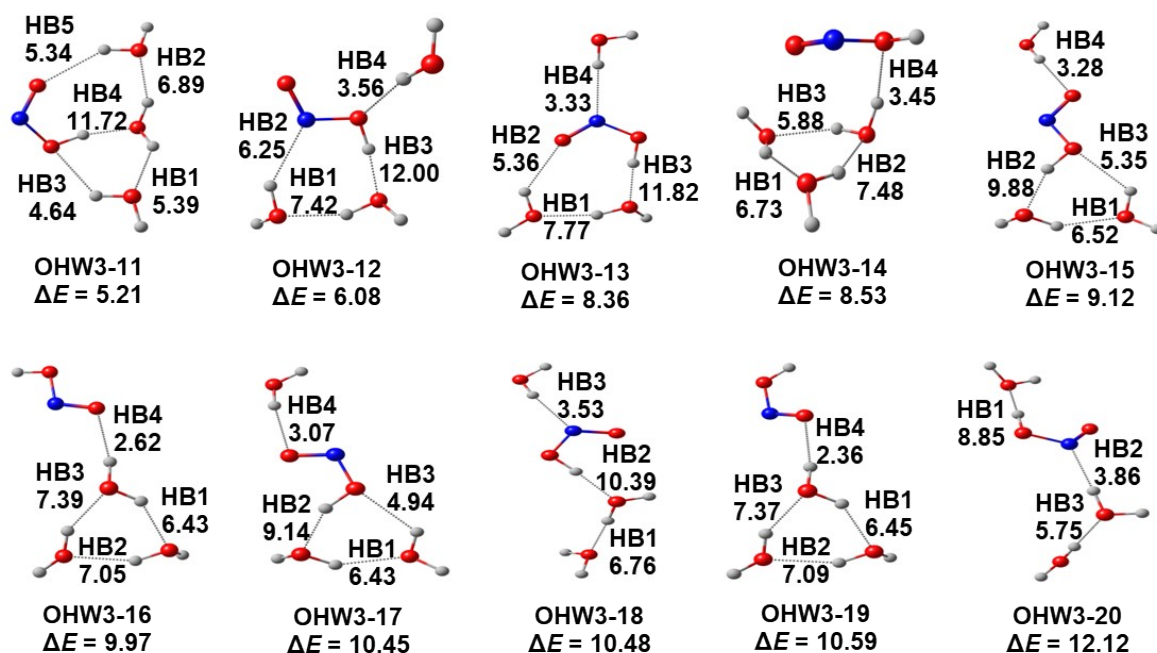 HB5
5.34
HB2
6.89
HB4
11.72
HB3
4.64
HB1
5.39
OHW3-11
ΔE = 5.21
HB4
3.56
HB2
6.25
HB3
12.00
HB1
7.42
OHW3-12
ΔE = 6.08
HB4
3.33
HB2
5.36
HB3
11.82
HB1
7.77
OHW3-13
ΔE = 8.36
HB4
3.45
HB3
5.88
HB2
7.48
HB1
6.73
OHW3-14
ΔE = 8.53
HB4
3.28
HB3
5.35
HB2
9.88
HB1
6.52
OHW3-15
ΔE = 9.12
HB4
2.62
HB3
7.39
HB1
6.43
HB2
7.05
OHW3-16
ΔE = 9.97
HB4
3.07
HB3
4.94
HB2
9.14
HB1
6.43
OHW3-17
ΔE = 10.45
HB3
3.53
HB2
10.39
HB1
6.76
OHW3-18
ΔE = 10.48
HB4
2.36
HB3
7.37
HB1
6.45
HB2
7.09
OHW3-19
ΔE = 10.59
HB1
8.85
HB2
3.86
HB3
5.75
OHW3-20
ΔE = 12.12